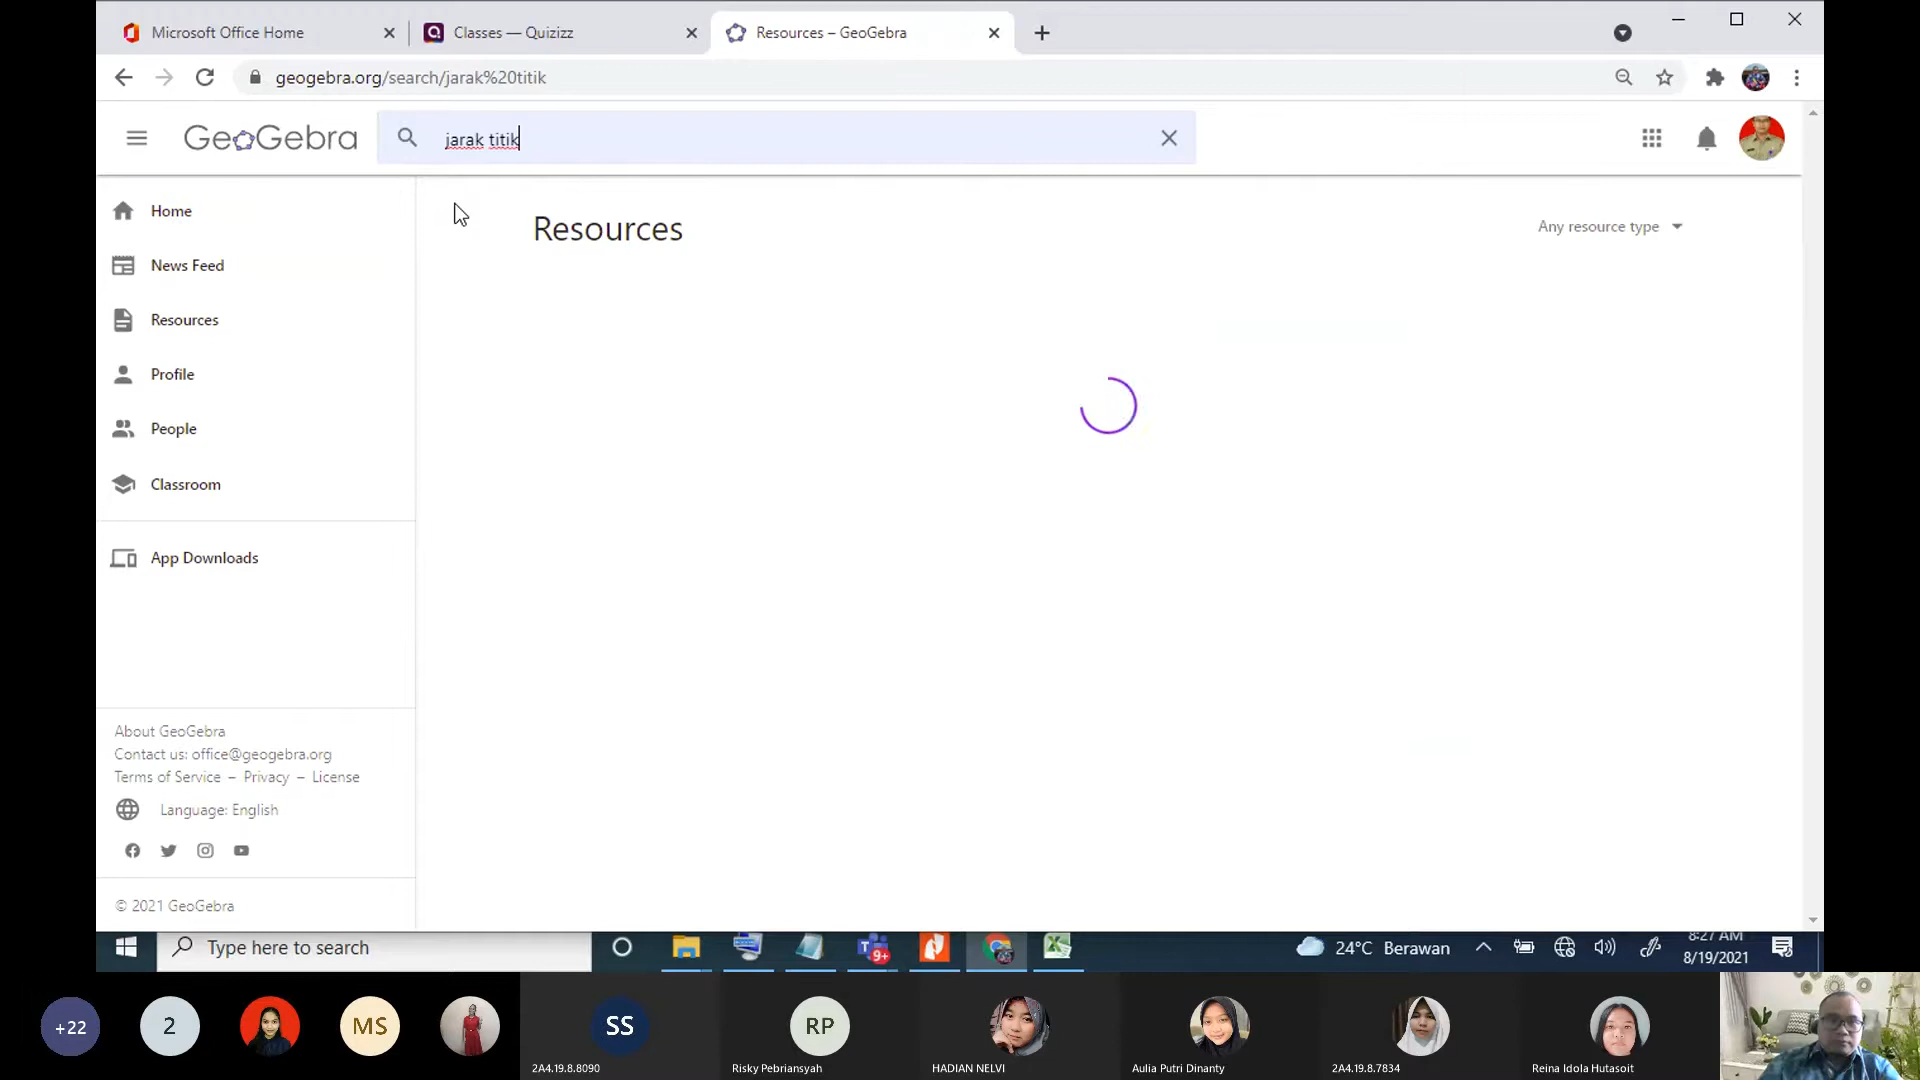 Microsoft Office Home
Classes — Quizizz
Resources – GeoGebra
geogebra.org/search/jarak%20titik
GeoGebra
jarak titik
Home
News Feed
Resources
Profile
People
Classroom
App Downloads
Resources
Any resource type
About GeoGebra
Contact us: office@geogebra.org
Terms of Service – Privacy – License
Language: English
© 2021 GeoGebra
Type here to search
T
9+
24°C Berawan
8:27 AM
8/19/2021
+22
2
MS
SS
RP
2A4.19.8.8090
Risky Pebriansyah
HADIAN NELVI
Aulia Putri Dinanty
2A4.19.8.7834
Reina Idola Hutasoit